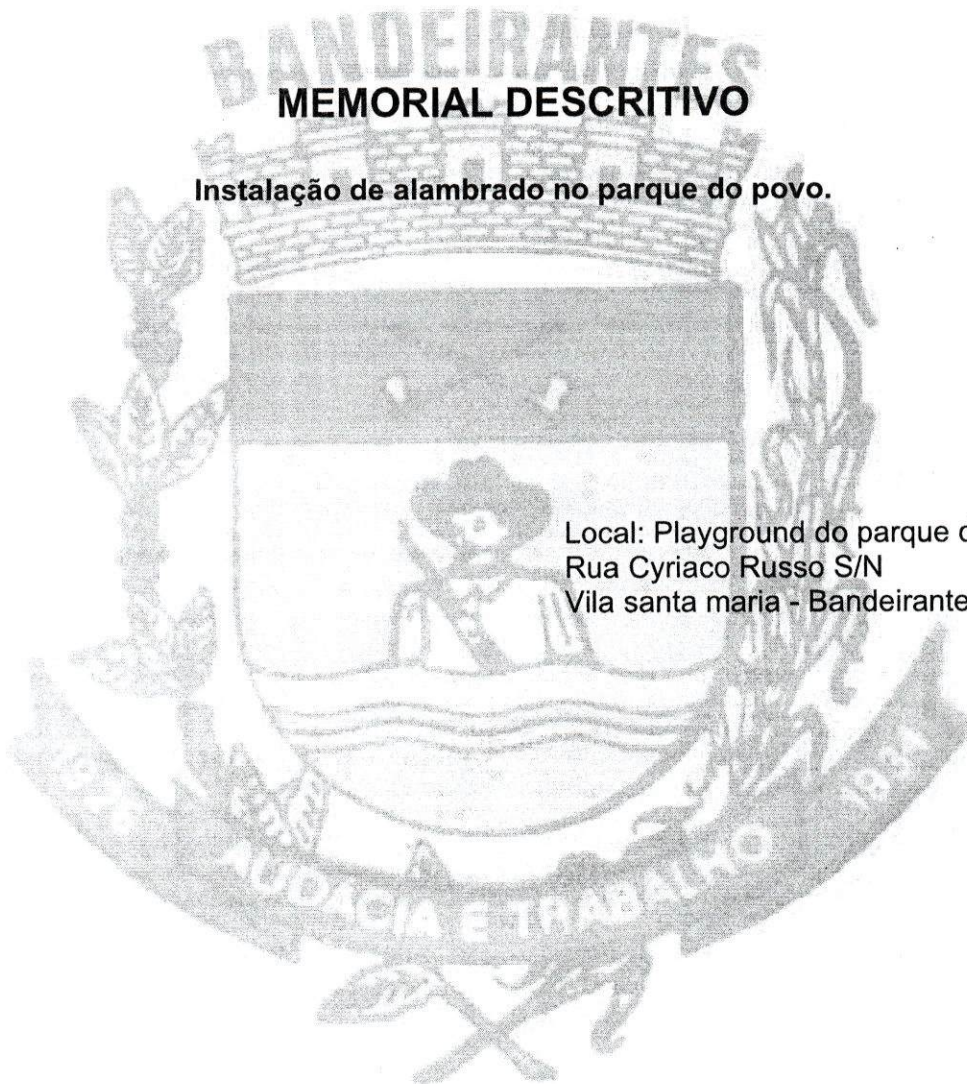 BANDEIRANTES
MEMORIAL DESCRITIVO
Instalação de alambrado no parque do povo.
Local: Playground do parque
Rua Cyriaco Russo S/N
Vila santa maria - Bandeirante
1934
AUDACIA E TRABALHO